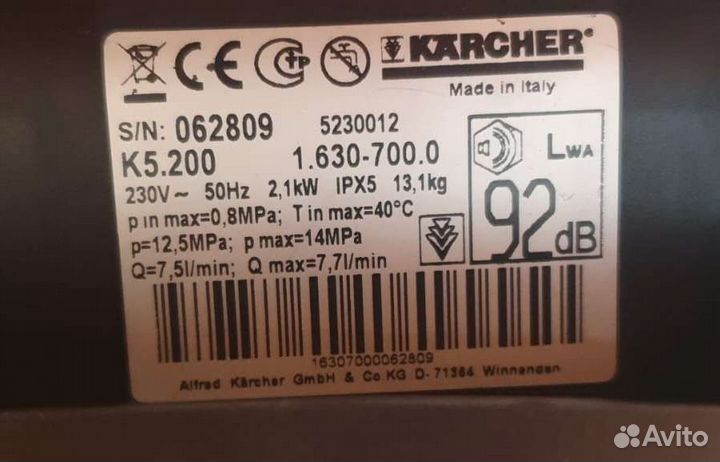 KÄRCHER®
Made in Italy
S/N: 062809 5230012
K5.200 1.630-700.0
230V~ 50Hz 2,1kW IPX5 13,1kg
p in max=0,8MPa; T in max=40°C
p=12,5MPa; p max=14MPa
Q=7,5l/min; Q max=7,7l/min
LWA
92dB
16307000062809
Alfred Kärcher GmbH & Co.KG D-71364 Winnenden
Avito